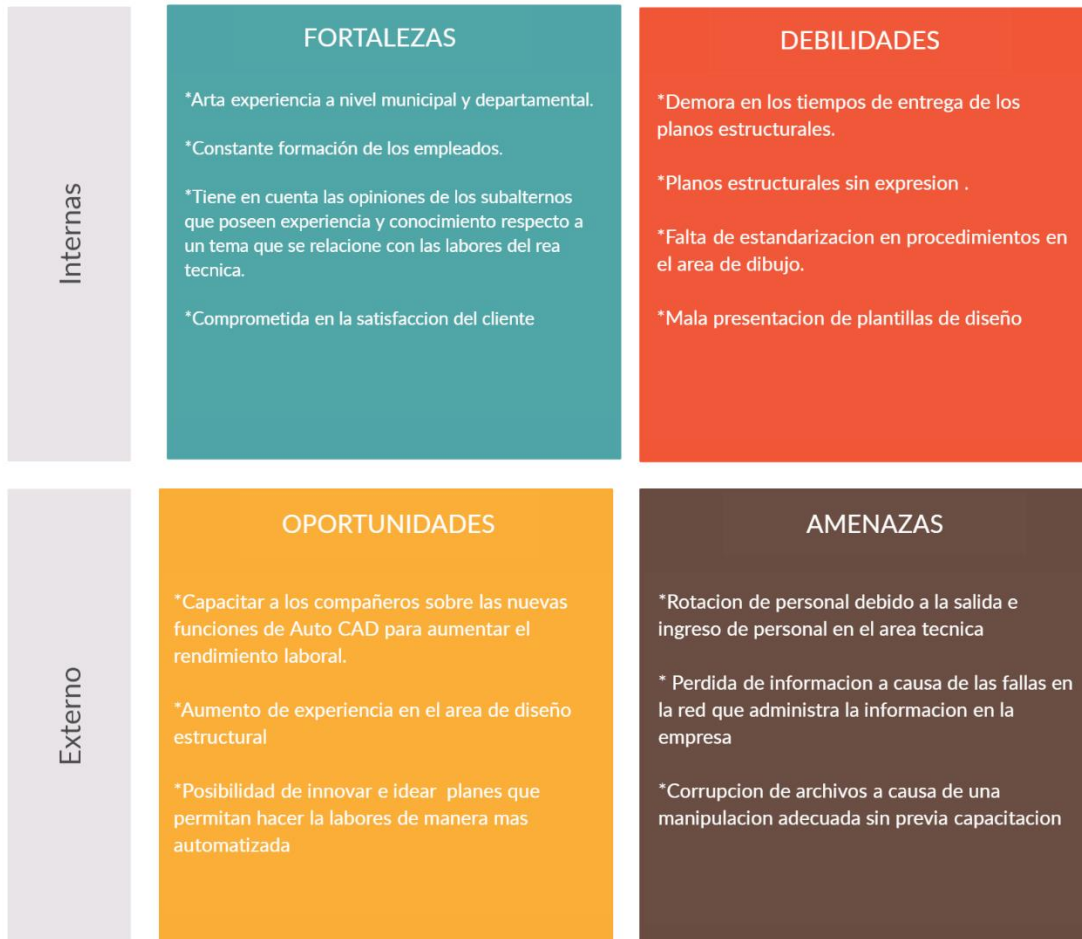 Internas
FORTALEZAS
*Arta experiencia a nivel municipal y departamental.
*Constante formación de los empleados.
*Tiene en cuenta las opiniones de los subalternos
que poseen experiencia y conocimiento respecto a
un tema que se relacione con las labores del rea
tecnica.
*Comprometida en la satisfaccion del cliente
DEBILIDADES
*Demora en los tiempos de entrega de los
planos estructurales.
*Planos estructurales sin expresion .
*Falta de estandarizacion en procedimientos en
el area de dibujo.
*Mala presentacion de plantillas de diseño
Externo
OPORTUNIDADES
*Capacitar a los compañeros sobre las nuevas
funciones de Auto CAD para aumentar el
rendimiento laboral.
*Aumento de experiencia en el area de diseño
estructural
*Posibilidad de innovar e idear planes que
permitan hacer la labores de manera mas
automatizada
AMENAZAS
*Rotacion de personal debido a la salida e
ingreso de personal en el area tecnica
* Perdida de informacion a causa de las fallas en
la red que administra la informacion en la
empresa
*Corrupcion de archivos a causa de una
manipulacion adecuada sin previa capacitacion